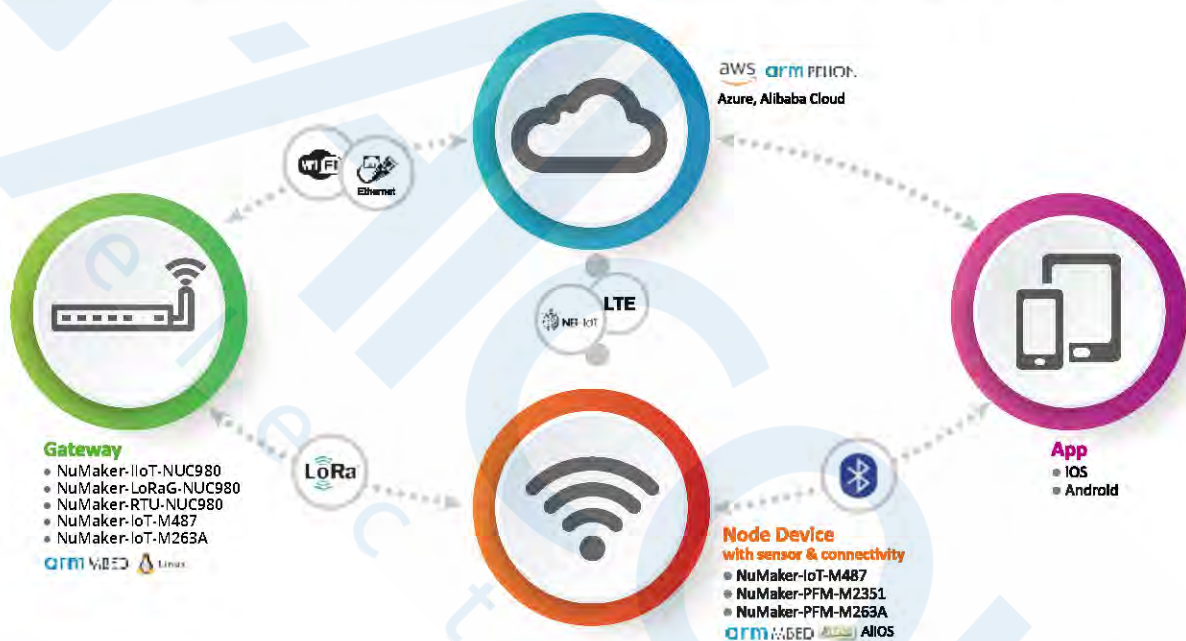 aws arm PELION
Azure, Alibaba Cloud
WiFi
Ethernet
NB-IoT
LTE
Gateway
NuMaker-IIoT-NUC980
NuMaker-LoRaG-NUC980
NuMaker-RTU-NUC980
NuMaker-IoT-M487
NuMaker-IoT-M263A
arm MBED Linux
LoRa
Node Device
with sensor & connectivity
NuMaker-IoT-M487
NuMaker-PFM-M2351
NuMaker-PFM-M263A
arm MBED AliOS
App
iOS
Android